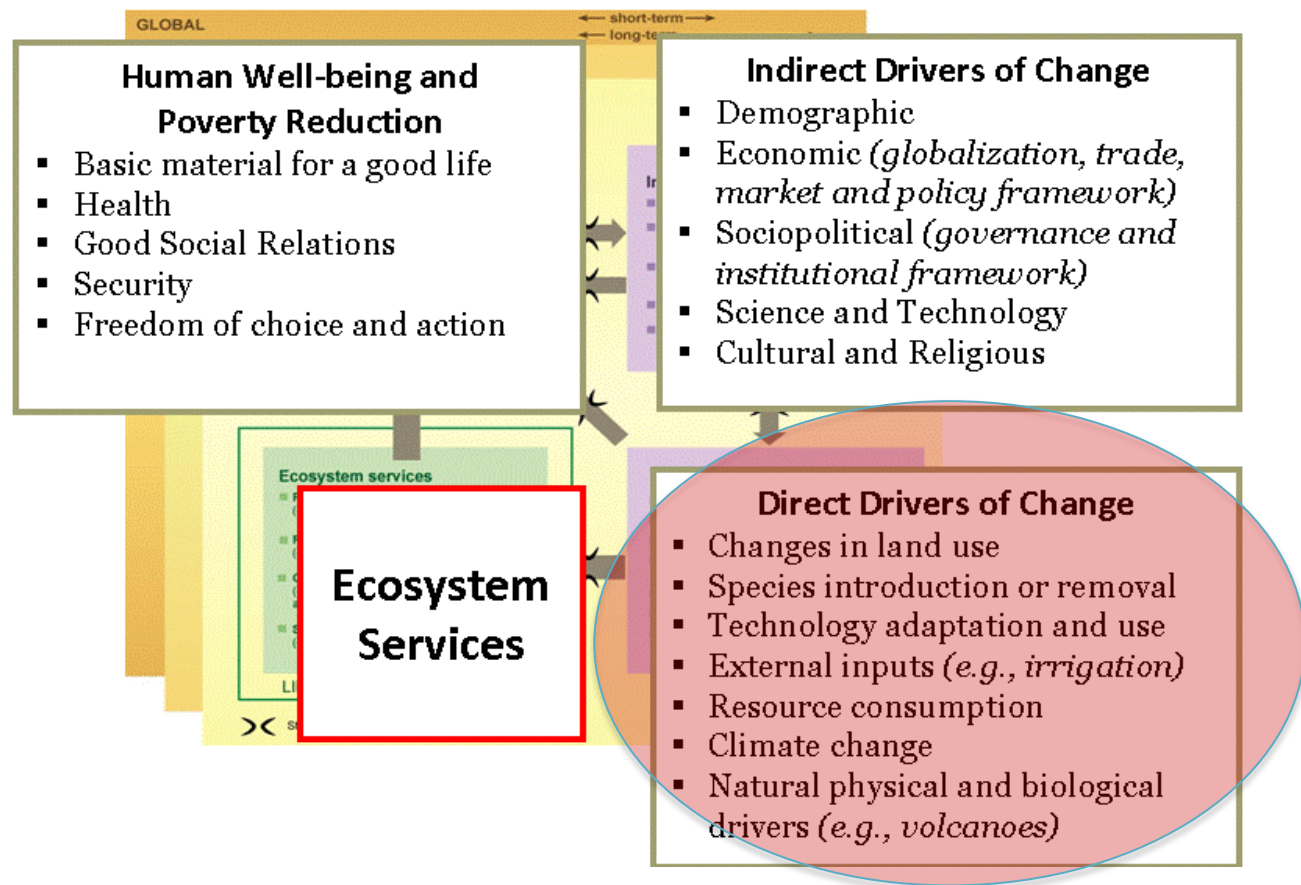 GLOBAL
short-term
long-term
Human Well-being and
Poverty Reduction
▪ Basic material for a good life
▪ Health
▪ Good Social Relations
▪ Security
▪ Freedom of choice and action
Indirect Drivers of Change
▪ Demographic
▪ Economic (globalization, trade,
market and policy framework)
▪ Sociopolitical (governance and
institutional framework)
▪ Science and Technology
▪ Cultural and Religious
Ecosystem services
Ecosystem
Services
Direct Drivers of Change
▪ Changes in land use
▪ Species introduction or removal
▪ Technology adaptation and use
▪ External inputs (e.g., irrigation)
▪ Resource consumption
▪ Climate change
▪ Natural physical and biological
drivers (e.g., volcanoes)